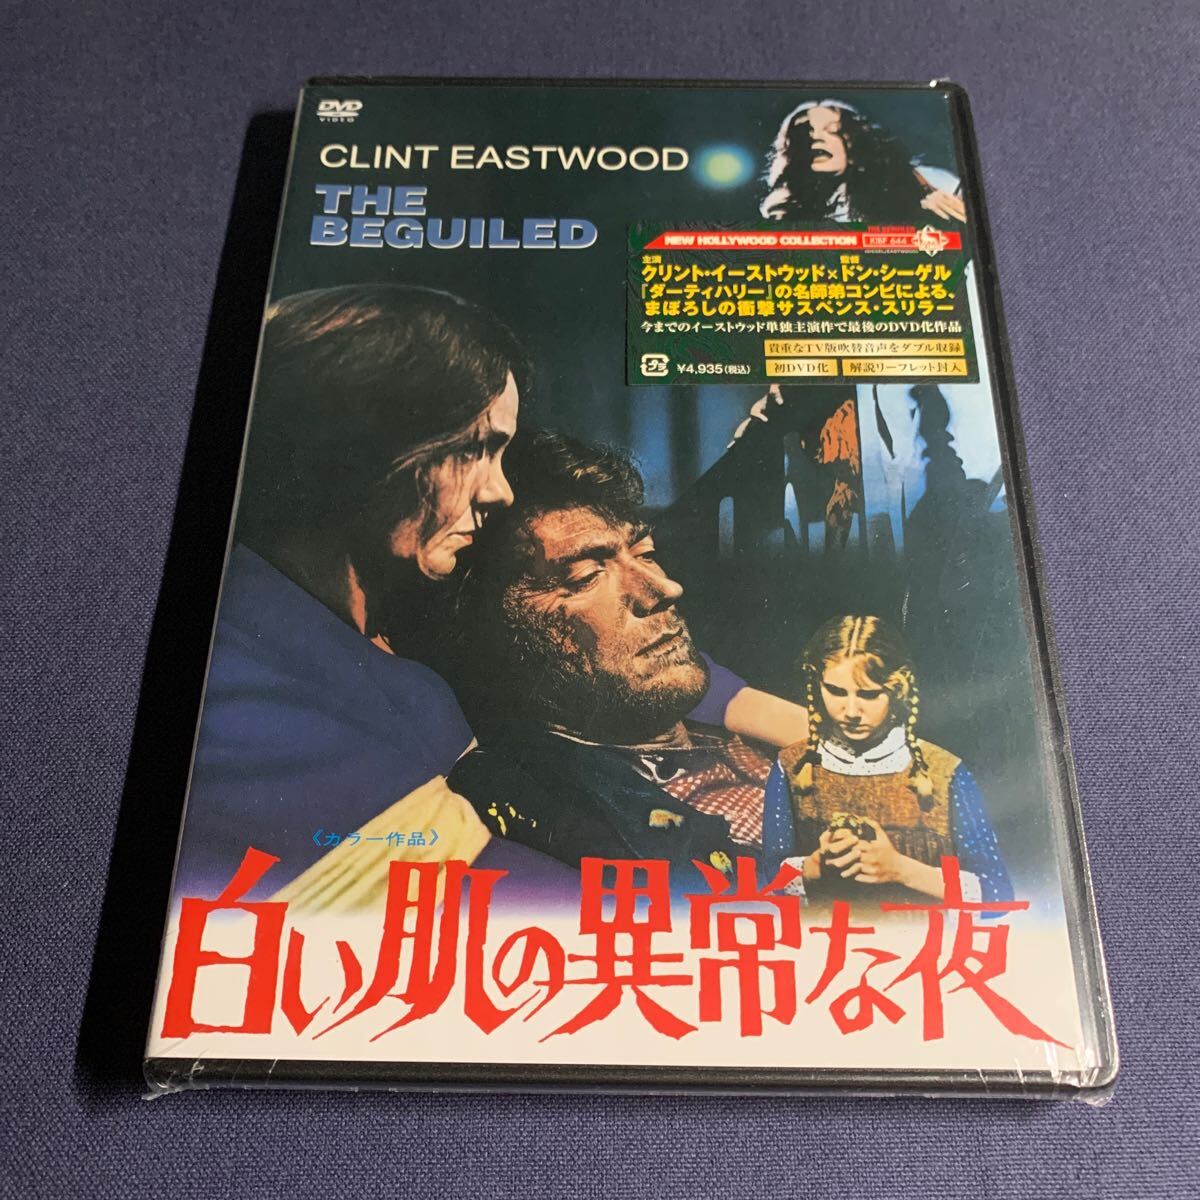 DVD
VIDEO
CLINT EASTWOOD
THE
BEGUILED
NEW HOLLYWOOD COLLECTION
THE BEGUILED
KIBF 644
主演 監督
クリント・イーストウッド×ドン・シーゲル
『ダーティハリー』の名師弟コンビによる、
まぼろしの衝撃サスペンス・スリラー
今までのイーストウッド単独主演作で最後のDVD化作品
貴重なTV版吹替音声をダブル収録
¥4,935(税込)
初DVD化
解説リーフレット封入
《カラー作品》
白い肌の異常な夜